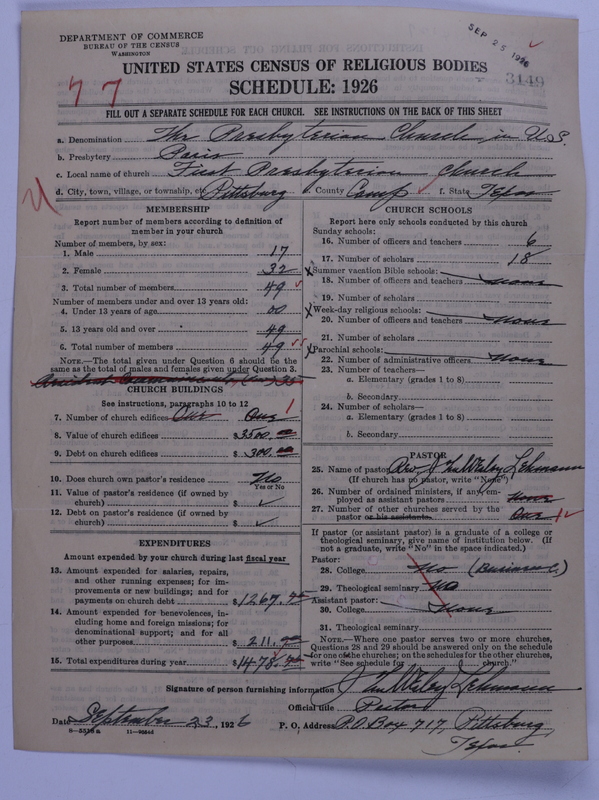 DEPARTMENT OF COMMERCE
BUREAU OF THE CENSUS
WASHINGTON
SEP 25 1926
3149
77
UNITED STATES CENSUS OF RELIGIOUS BODIES
SCHEDULE: 1926
FILL OUT A SEPARATE SCHEDULE FOR EACH CHURCH. SEE INSTRUCTIONS ON THE BACK OF THIS SHEET
a. Denomination The Presbyterian Church in U.S.
b. Presbytery Paris
c. Local name of church First Presbyterian Church
d. City, town, village, or township, etc. Pittsburg e. County Camp f. State Texas
MEMBERSHIP
Report number of members according to definition of
member in your church
Number of members, by sex:
1. Male 17
2. Female 32
3. Total number of members 49
Number of members under and over 13 years old:
4. Under 13 years of age 00
5. 13 years old and over 49
6. Total number of members 49
NOTE.—The total given under Question 6 should be the
same as the total of males and females given under Question 3.
CHURCH BUILDINGS
See instructions, paragraphs 10 to 12
7. Number of church edifices One One 1
8. Value of church edifices $3500.00
9. Debt on church edifices $300.00
10. Does church own pastor's residence No
Yes or No
11. Value of pastor's residence (if owned by
church) $ ✓
12. Debt on pastor's residence (if owned by
church) $ ✓
EXPENDITURES
Amount expended by your church during last fiscal year
13. Amount expended for salaries, repairs,
and other running expenses; for im-
provements or new buildings; and for
payments on church debt $1267.
14. Amount expended for benevolences, in-
cluding home and foreign missions; for
denominational support; and for all
other purposes $211.
15. Total expenditures during year $1478.
CHURCH SCHOOLS
Report here only schools conducted by this church
Sunday schools:
16. Number of officers and teachers 6
17. Number of scholars 18
Summer vacation Bible schools:
18. Number of officers and teachers None
19. Number of scholars
Week-day religious schools:
20. Number of officers and teachers None
21. Number of scholars
Parochial schools:
22. Number of administrative officers None
23. Number of teachers—
a. Elementary (grades 1 to 8)
b. Secondary
24. Number of scholars—
a. Elementary (grades 1 to 8)
b. Secondary
PASTOR
25. Name of pastor Rev. Jno Wesley Lehmann
(If church has no pastor, write "None")
26. Number of ordained ministers, if any, em-
ployed as assistant pastors None
27. Number of other churches served by the
pastor or his assistants One
If pastor (or assistant pastor) is a graduate of a college or
theological seminary, give name of institution below. (If
not a graduate, write "No" in the space indicated.)
Pastor:
28. College No (Business C.)
29. Theological seminary No
Assistant pastor:
30. College None
31. Theological seminary
NOTE.—Where one pastor serves two or more churches,
Questions 28 and 29 should be answered only on the schedule
for one of the churches; on the schedules for the other churches,
write "See schedule for church."
Signature of person furnishing information Jno Wesley Lehmann
Official title Pastor
Date September 23, 1926 P. O. Address P.O. Box 717, Pittsburg,
Texas.
8—5379a